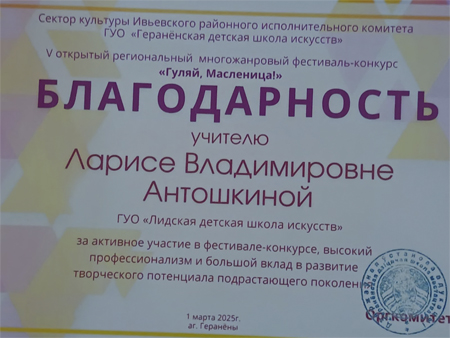 Сектор культуры Ивьевского районного исполнительного комитета
ГУО «Геранёнская детская школа искусств»
V открытый региональный многожанровый фестиваль-конкурс
«Гуляй, Масленица!»
БЛАГОДАРНОСТЬ
учителю
Ларисе Владимировне
Антошкиной
ГУО «Лидская детская школа искусств»
за активное участие в фестивале-конкурсе, высокий
профессионализм и большой вклад в развитие
творческого потенциала подрастающего поколения
1 марта 2025г.
аг. Геранёны
Оргкомитет